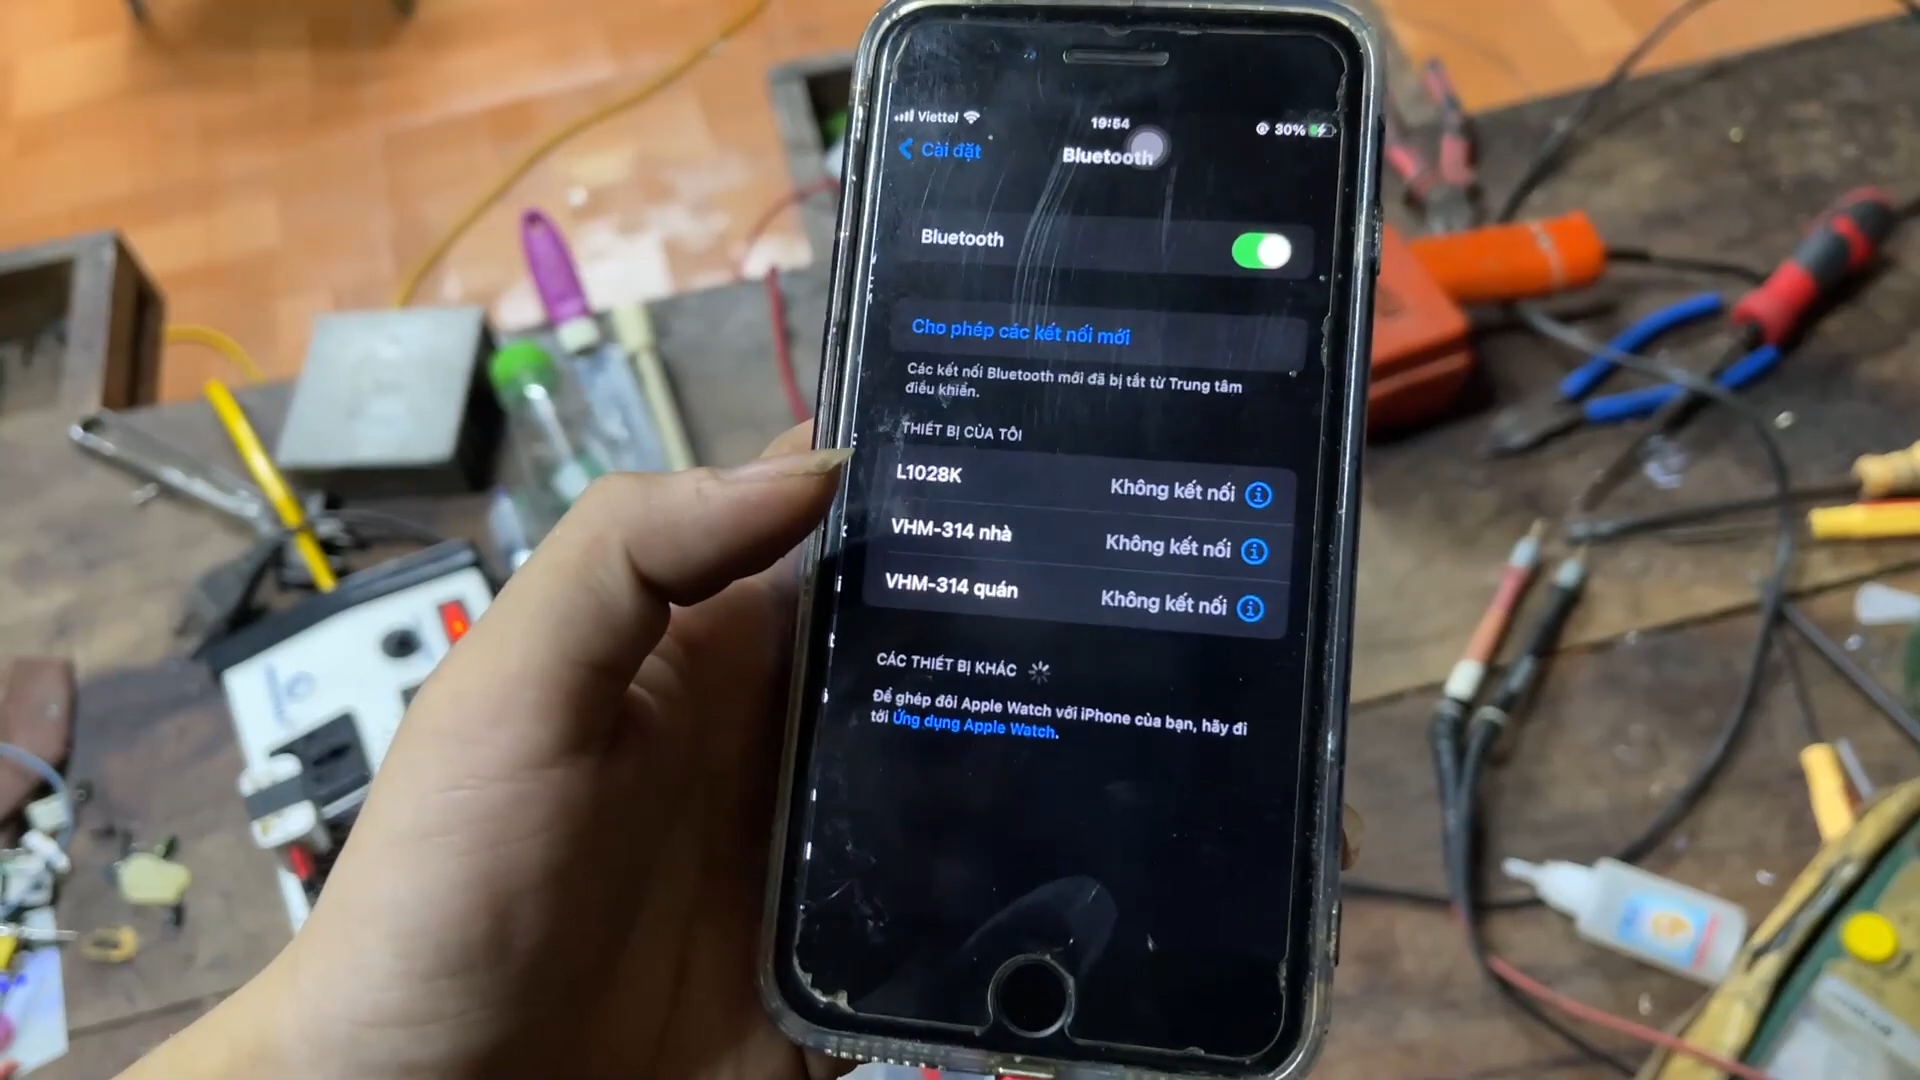 Viettel
19:54
30%
Cài đặt
Bluetooth
Bluetooth
Cho phép các kết nối mới
Các kết nối Bluetooth mới đã bị tắt từ Trung tâm
điều khiển.
THIẾT BỊ CỦA TÔI
L1028K Không kết nối
VHM-314 nhà Không kết nối
VHM-314 quán Không kết nối
CÁC THIẾT BỊ KHÁC
Để ghép đôi Apple Watch với iPhone của bạn, hãy đi
tới Ứng dụng Apple Watch.